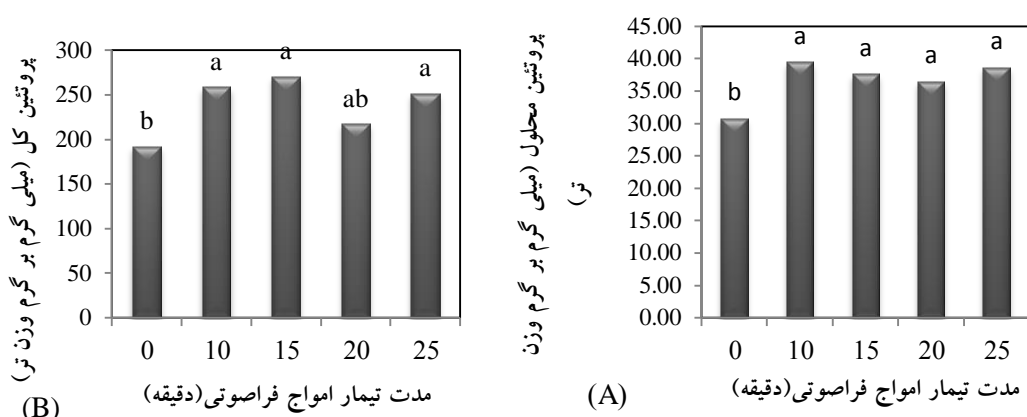 پروتئین کل (میلی گرم بر گرم وزن تر)
300
250
200
150
100
50
0
b
a
a
ab
a
0 10 15 20 25
مدت تیمار امواج فراصوتی(دقیقه)
(B)
پروتئین محلول (میلی گرم بر گرم وزن
تر)
45.00
40.00
35.00
30.00
25.00
20.00
15.00
10.00
5.00
0.00
b
a
a
a
a
0 10 15 20 25
مدت تیمار امواج فراصوتی(دقیقه)
(A)